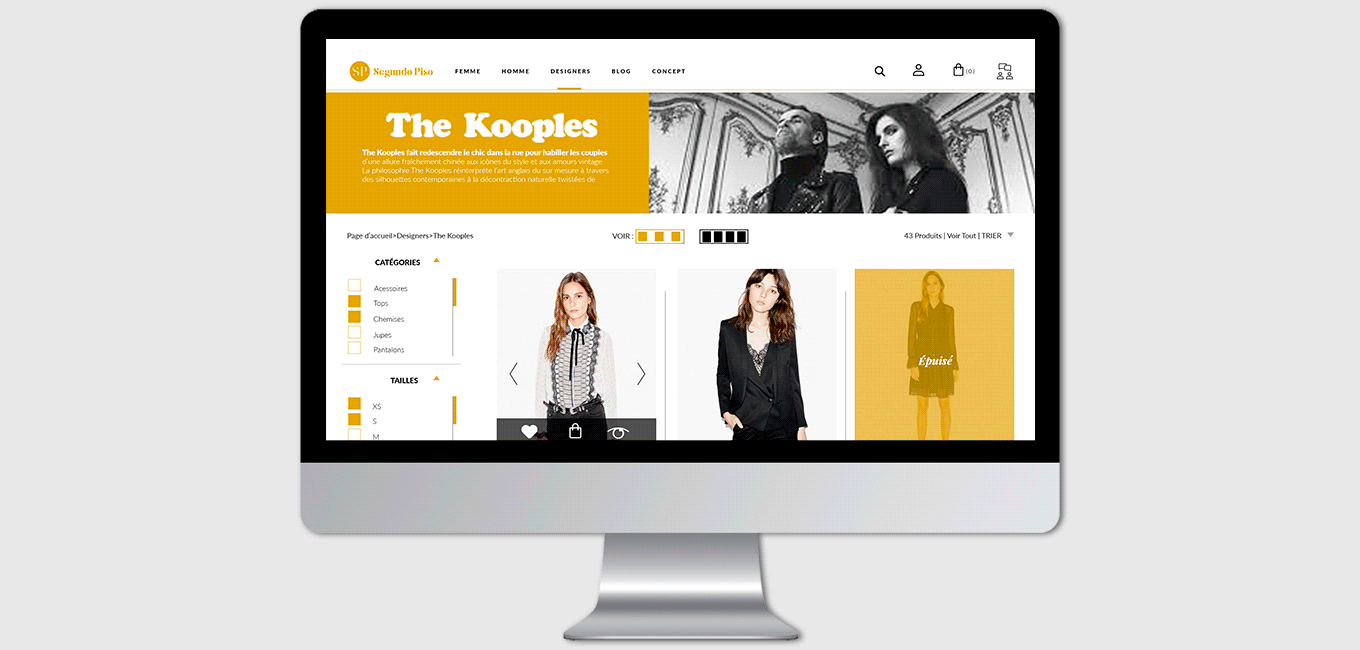 SP Segundo Piso
FEMME
HOMME
DESIGNERS
BLOG
CONCEPT
(0)
The Kooples
The Kooples fait redescendre le chic dans la rue pour habiller les couples
d'une allure fraîchement chinée aux icônes du style et aux amours vintage
La philosophie The Kooples réinterprète l'art anglais du sur mesure à travers
des silhouettes contemporaines à la décontraction naturelle twistées de
Page d'accueil>Designers>The Kooples
VOIR :
43 Produits | Voir Tout | TRIER
CATÉGORIES
Acessoires
Tops
Chemises
Jupes
Pantalons
TAILLES
XS
S
M
Épuisé